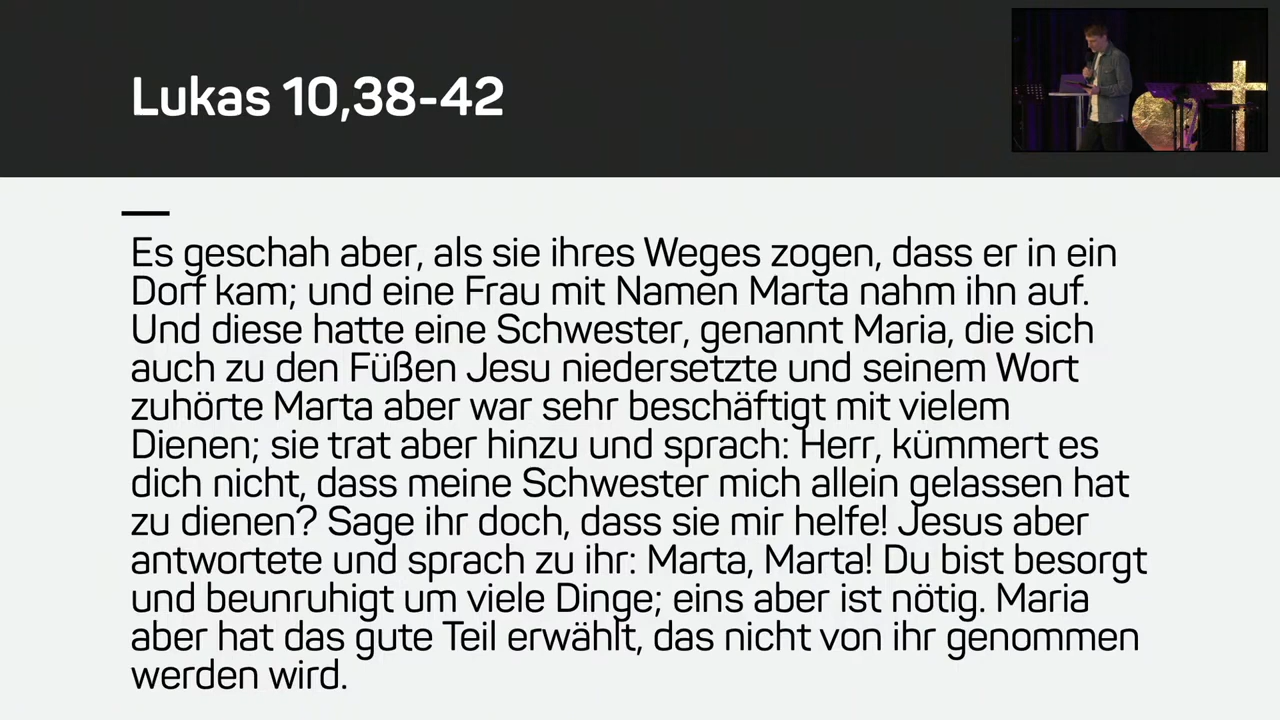 Lukas 10,38-42
Es geschah aber, als sie ihres Weges zogen, dass er in ein
Dorf kam; und eine Frau mit Namen Marta nahm ihn auf.
Und diese hatte eine Schwester, genannt Maria, die sich
auch zu den Füßen Jesu niedersetzte und seinem Wort
zuhörte Marta aber war sehr beschäftigt mit vielem
Dienen; sie trat aber hinzu und sprach: Herr, kümmert es
dich nicht, dass meine Schwester mich allein gelassen hat
zu dienen? Sage ihr doch, dass sie mir helfe! Jesus aber
antwortete und sprach zu ihr: Marta, Marta! Du bist besorgt
und beunruhigt um viele Dinge; eins aber ist nötig. Maria
aber hat das gute Teil erwählt, das nicht von ihr genommen
werden wird.